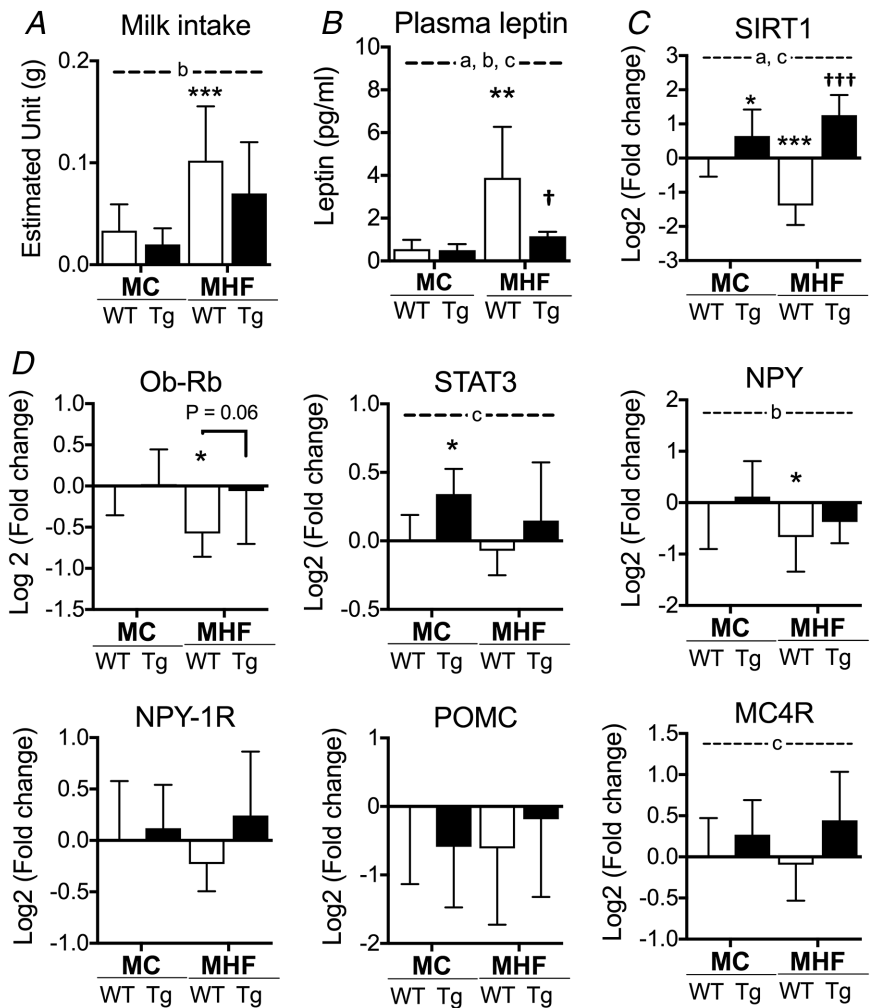 A Milk intake
Estimated Unit (g)
0.2
0.1
0.0
b
***
MC MHF
WT Tg WT Tg
B Plasma leptin
Leptin (pg/ml)
10
8
6
4
2
0
a, b, c
**
†
MC MHF
WT Tg WT Tg
C SIRT1
Log2 (Fold change)
3
2
1
0
-1
-2
-3
a, c
*
***
†††
MC MHF
WT Tg WT Tg
D
Ob-Rb
Log 2 (Fold change)
1.0
0.5
0.0
-0.5
-1.0
-1.5
P = 0.06
*
MC MHF
WT Tg WT Tg
STAT3
Log2 (Fold change)
1.0
0.5
0.0
-0.5
c
*
MC MHF
WT Tg WT Tg
NPY
Log2 (Fold change)
2
1
0
-1
-2
b
*
MC MHF
WT Tg WT Tg
NPY-1R
Log2 (Fold change)
1.0
0.5
0.0
-0.5
-1.0
MC MHF
WT Tg WT Tg
POMC
Log2 (Fold change)
1
0
-1
-2
MC MHF
WT Tg WT Tg
MC4R
Log2 (Fold change)
1.5
1.0
0.5
0.0
-0.5
-1.0
c
MC MHF
WT Tg WT Tg